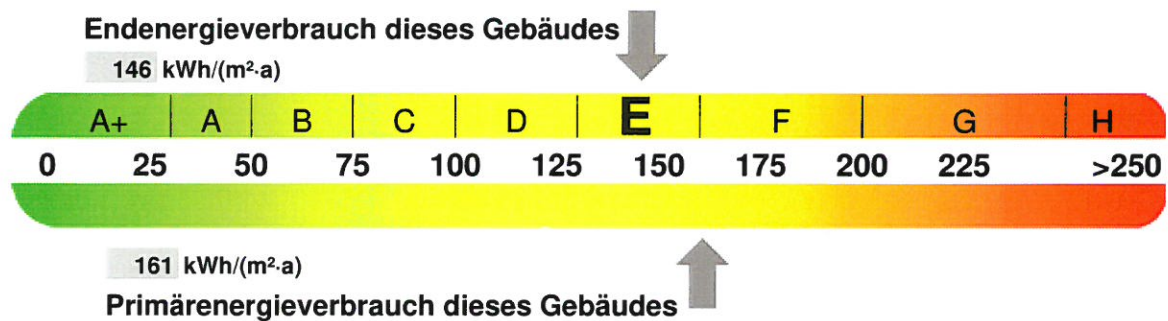 Endenergieverbrauch dieses Gebäudes
146 kWh/(m²·a)
A+ A B C D E F G H
0 25 50 75 100 125 150 175 200 225 >250
161 kWh/(m²·a)
Primärenergieverbrauch dieses Gebäudes